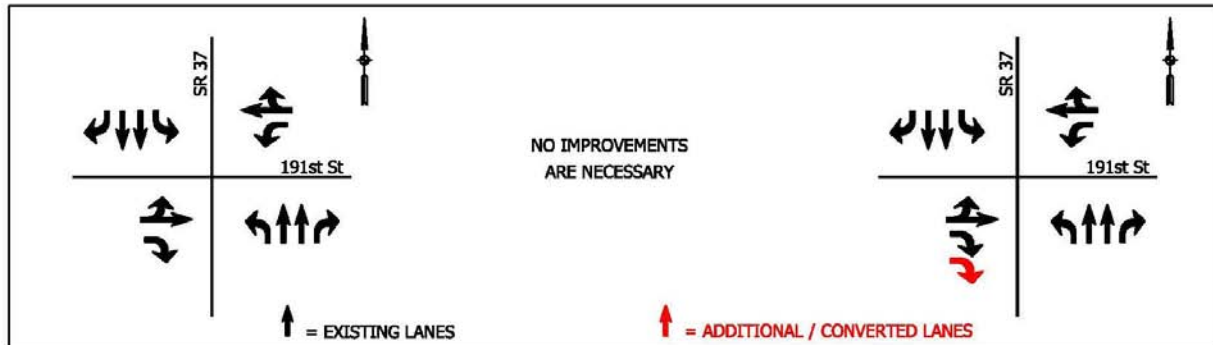 SR 37
191st St
NO IMPROVEMENTS
ARE NECESSARY
SR 37
191st St
= EXISTING LANES
= ADDITIONAL / CONVERTED LANES